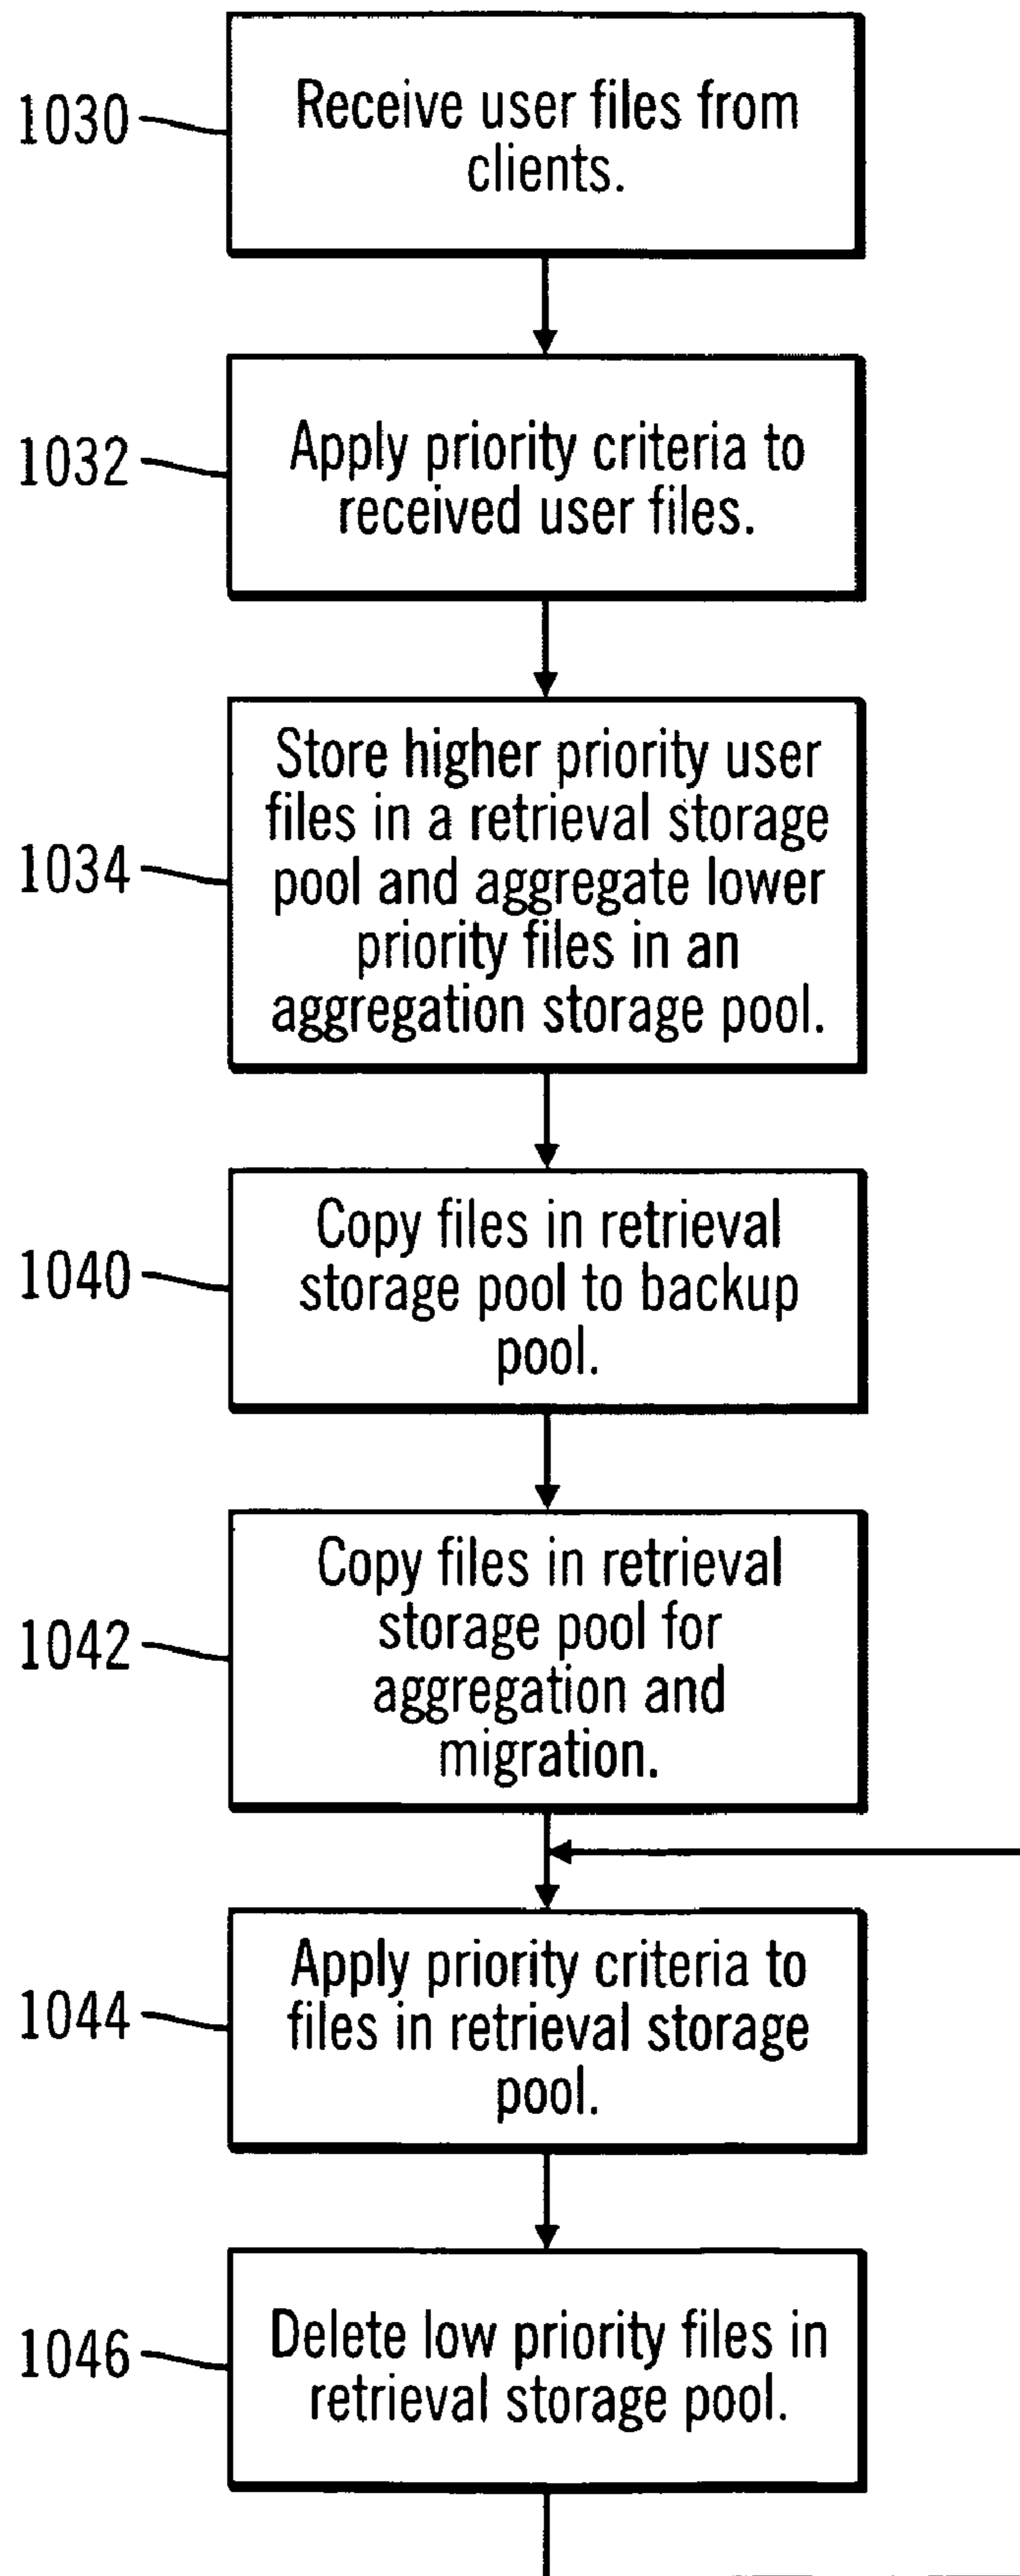 1030
Receive user files from
clients.
1032
Apply priority criteria to
received user files.
1034
Store higher priority user
files in a retrieval storage
pool and aggregate lower
priority files in an
aggregation storage pool.
1040
Copy files in retrieval
storage pool to backup
pool.
1042
Copy files in retrieval
storage pool for
aggregation and
migration.
1044
Apply priority criteria to
files in retrieval storage
pool.
1046
Delete low priority files in
retrieval storage pool.